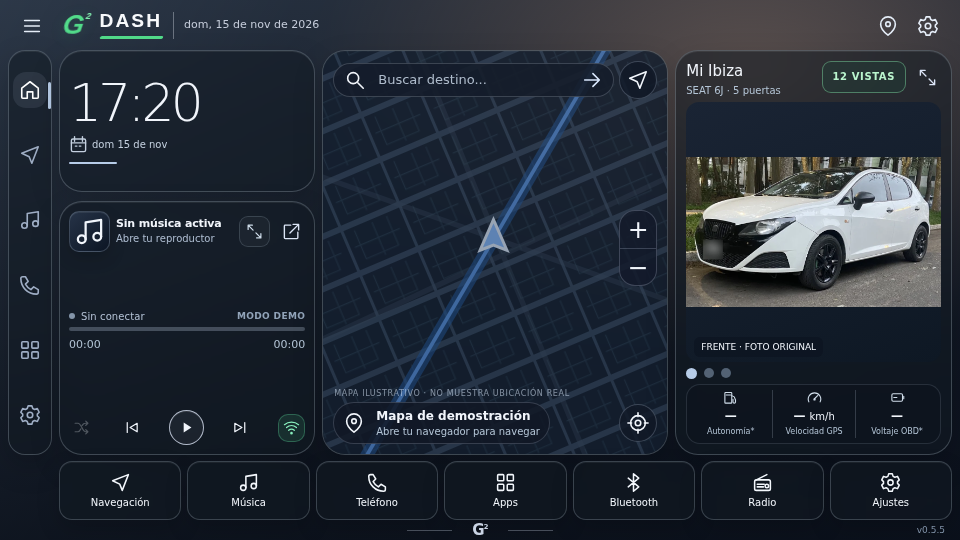 G² DASH
dom, 15 de nov de 2026
17:20
dom 15 de nov
Sin música activa
Abre tu reproductor
Sin conectar
MODO DEMO
00:00
00:00
Buscar destino...
MAPA ILUSTRATIVO · NO MUESTRA UBICACIÓN REAL
Mapa de demostración
Abre tu navegador para navegar
Mi Ibiza
SEAT 6J · 5 puertas
12 VISTAS
FRENTE · FOTO ORIGINAL
—
— km/h
—
Autonomía*
Velocidad GPS
Voltaje OBD*
Navegación
Música
Teléfono
Apps
Bluetooth
Radio
Ajustes
G²
v0.5.5